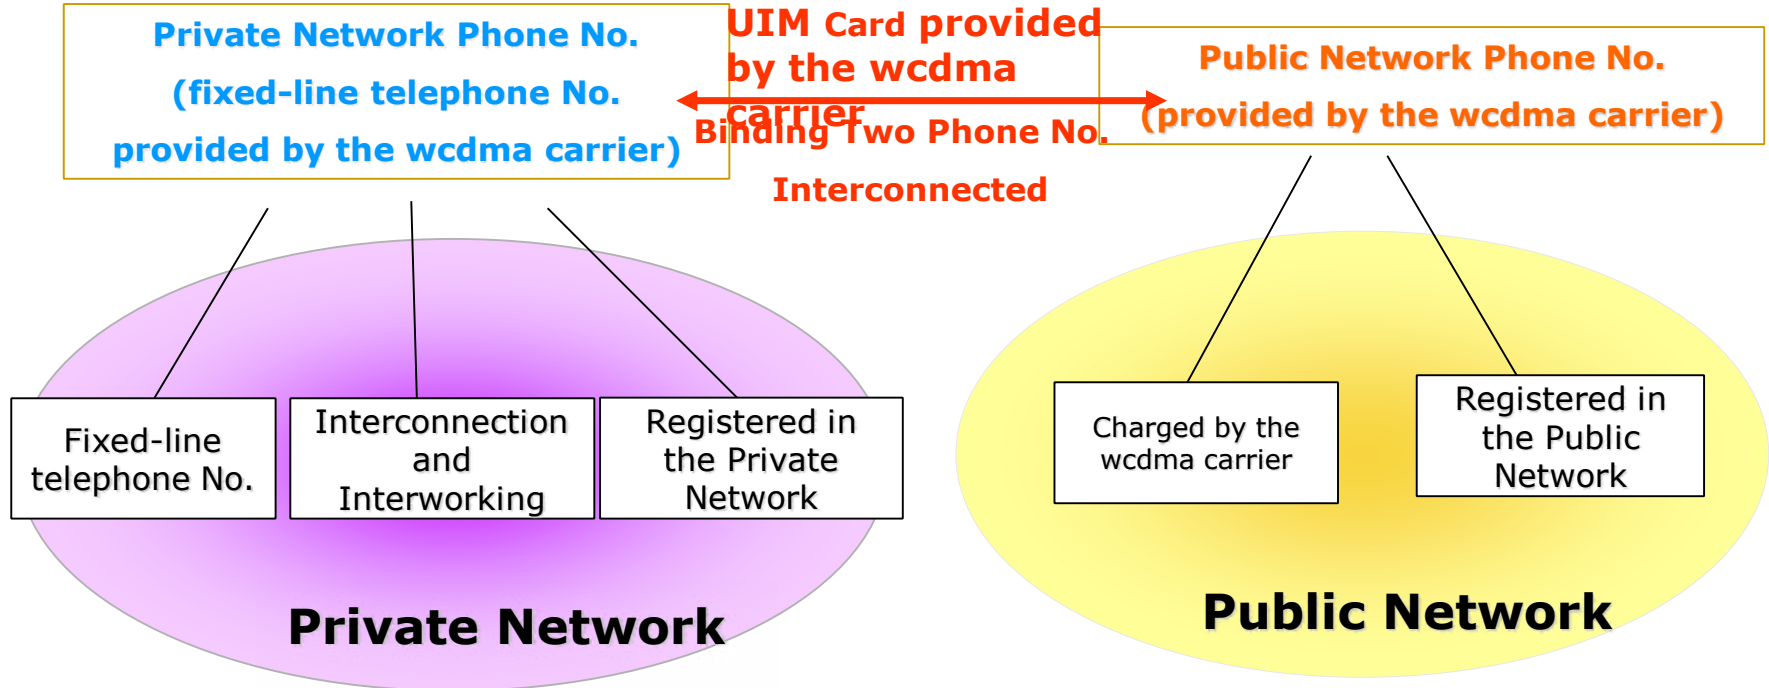 Private Network Phone No.
(fixed-line telephone No.
provided by the wcdma carrier)
UIM Card provided
by the wcdma
carrier
Binding Two Phone No.
Interconnected
Public Network Phone No.
(provided by the wcdma carrier)
Fixed-line
telephone No.
Interconnection
and
Interworking
Registered in
the Private
Network
Charged by the
wcdma carrier
Registered in
the Public
Network
Private Network
Public Network